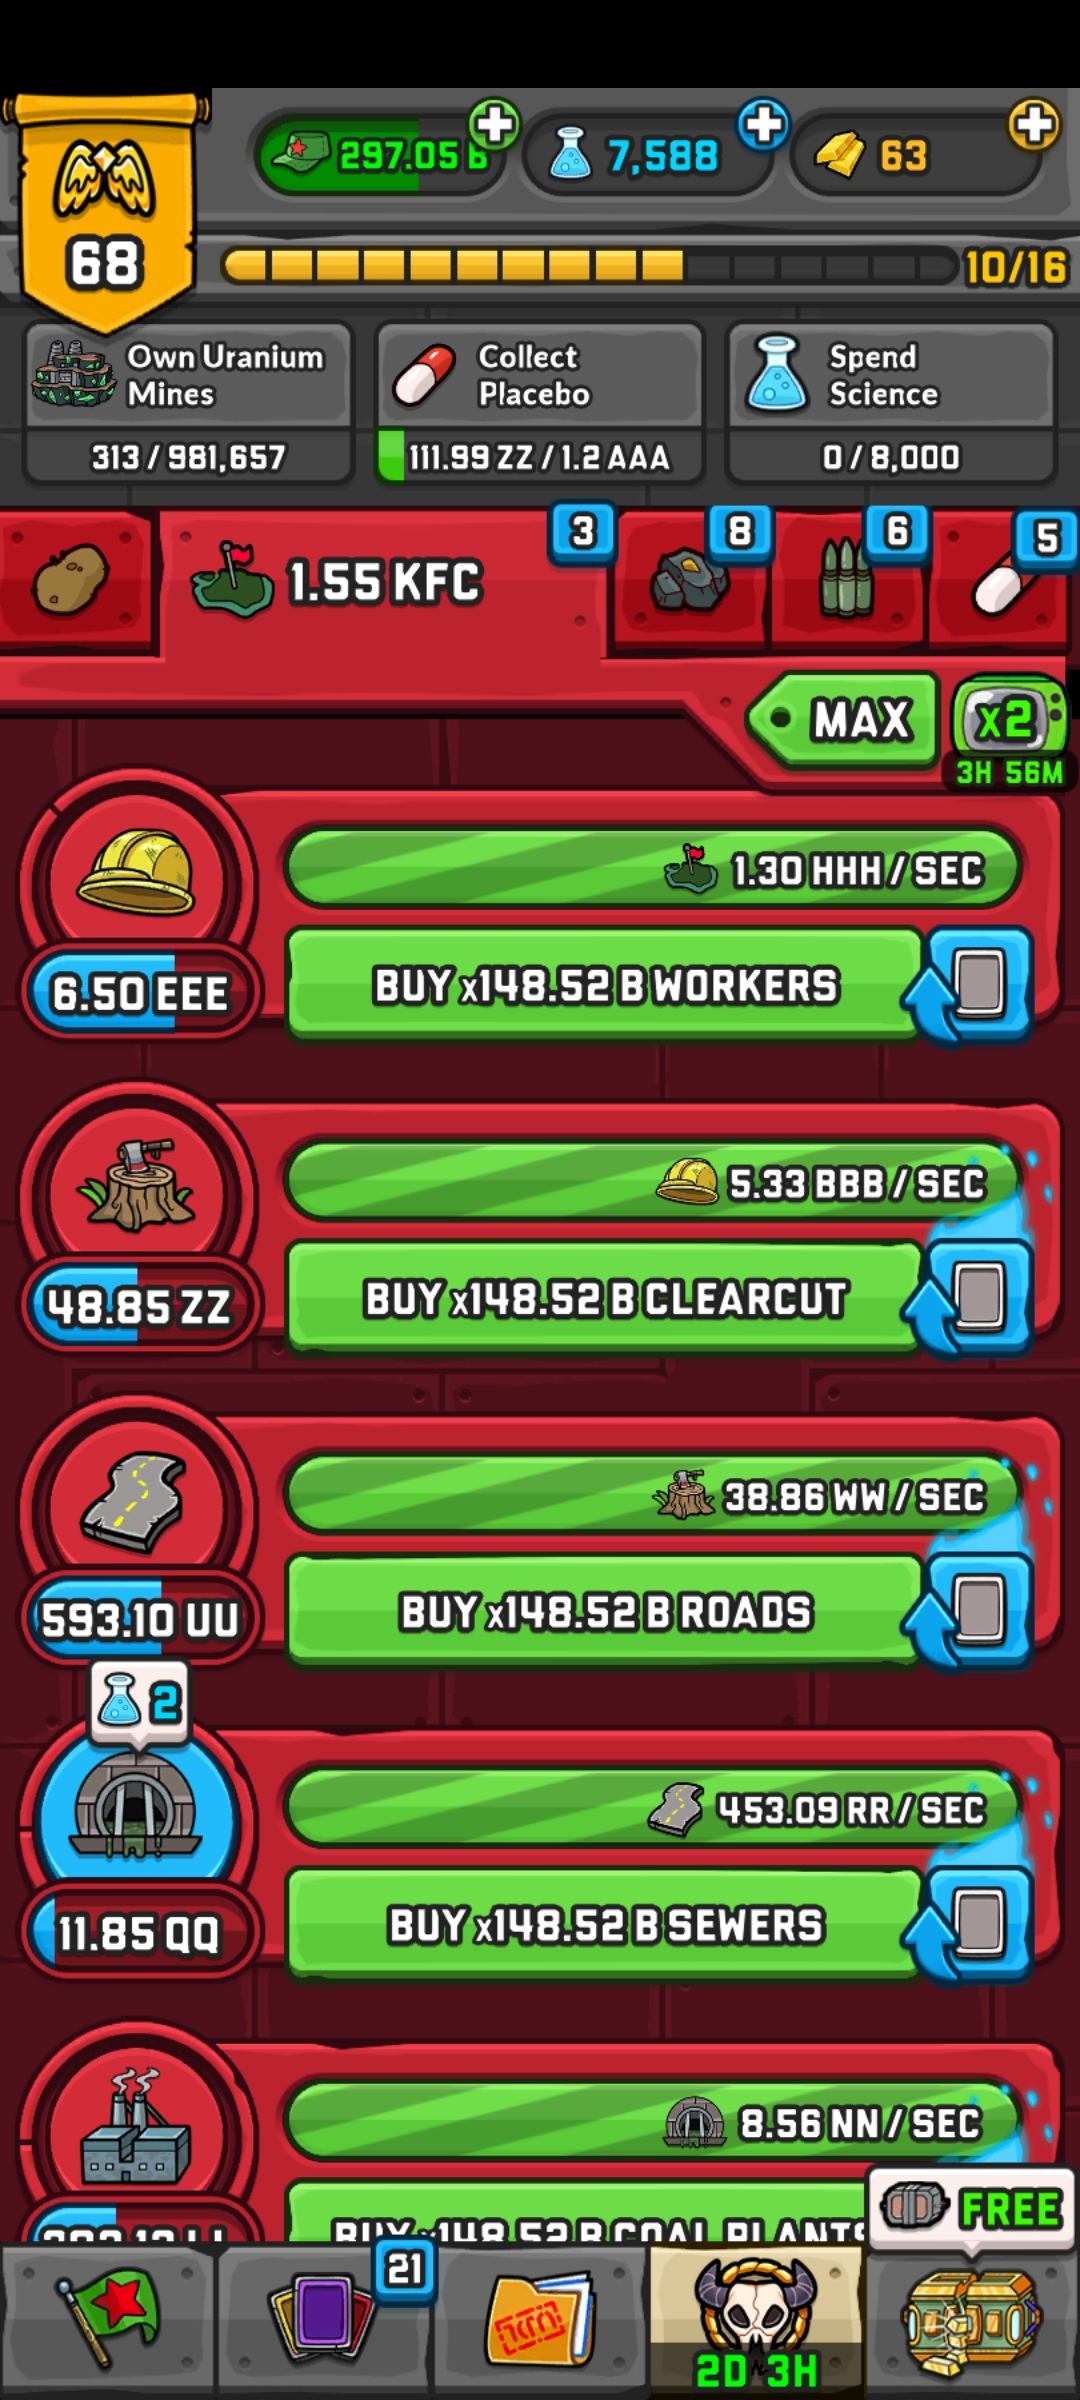 297.05 B
7,588
63
68
10/16
Own Uranium
Mines
313 / 981,657
Collect
Placebo
111.99 ZZ / 1.2 AAA
Spend
Science
0 / 8,000
1.55 KFC
3
8
6
5
MAX
x2
3H 56M
1.30 HHH / SEC
6.50 EEE
BUY x148.52 B WORKERS
5.33 BBB / SEC
48.85 ZZ
BUY x148.52 B CLEARCUT
38.86 WW / SEC
593.10 UU
BUY x148.52 B ROADS
2
453.09 RR / SEC
11.85 QQ
BUY x148.52 B SEWERS
8.56 NN / SEC
BUY x148.52 B COAL PLANTS
FREE
21
2D 3H